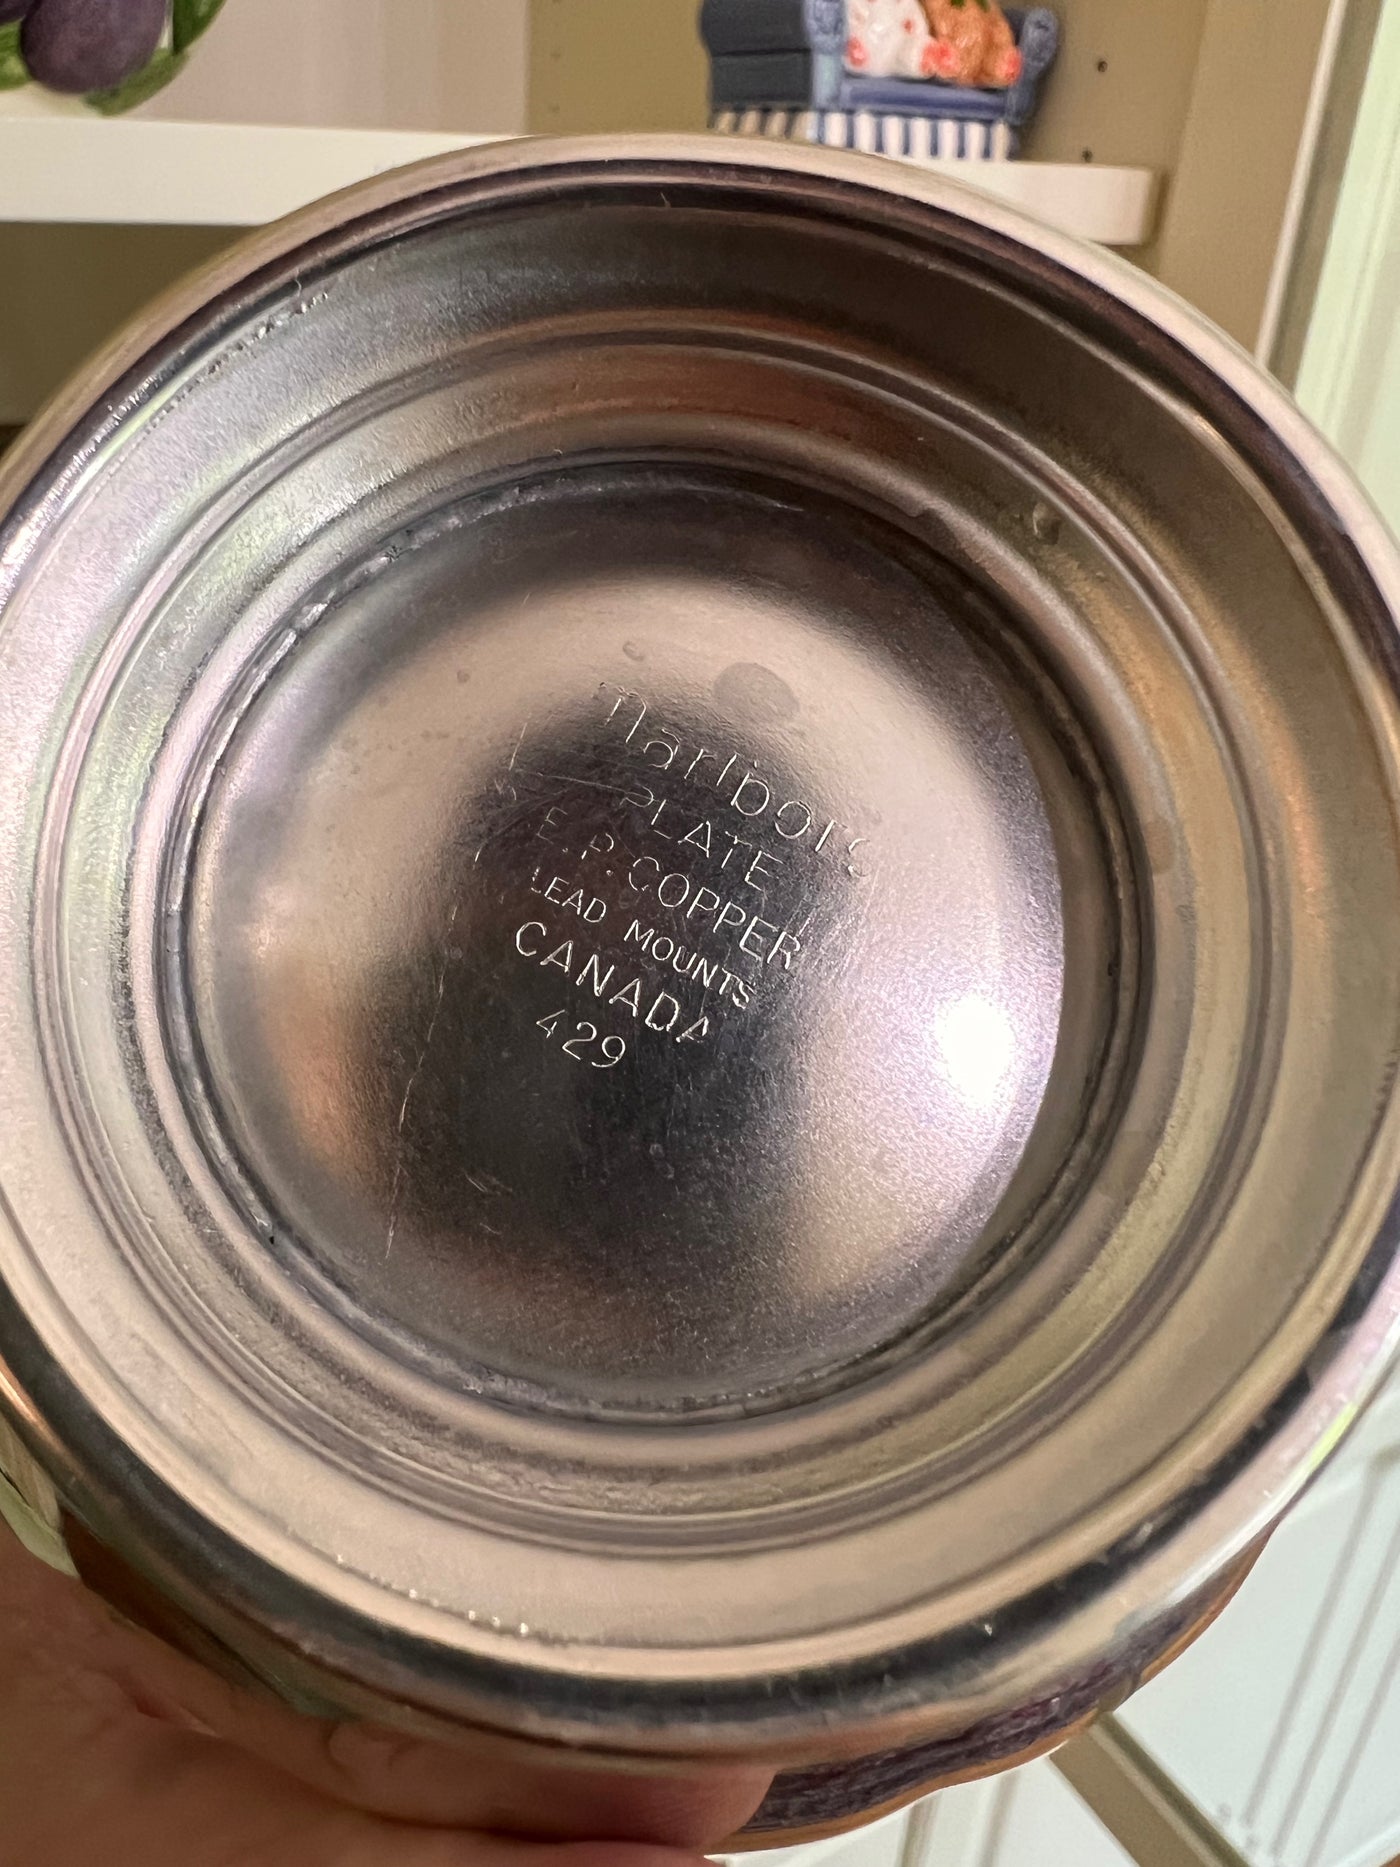 marlboro
PLATE
E.P.COPPER
LEAD MOUNTS
CANADA
429